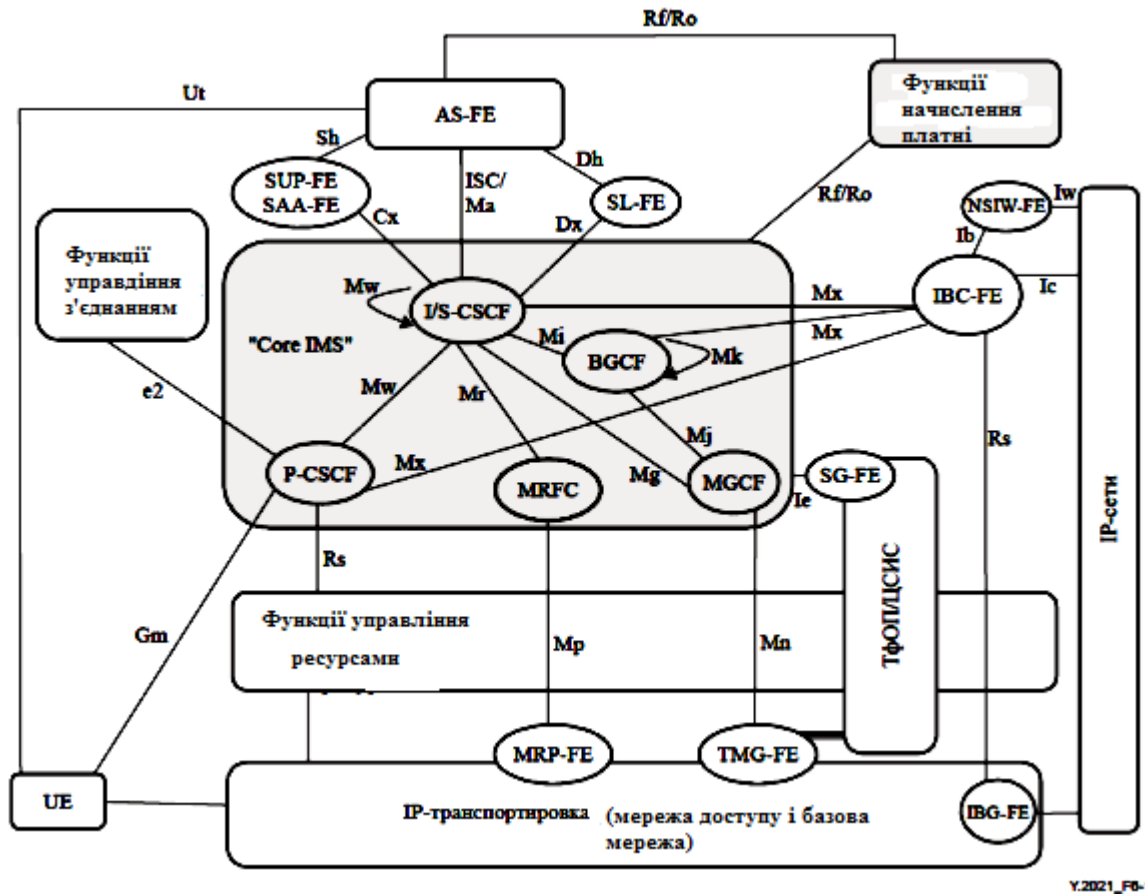 Rf/Ro
Ut
AS-FE
Функції
начислення
платні
Sh
Dh
SUP-FE
SAA-FE
ISC/
Ma
SL-FE
Rf/Ro
NSIW-FE
Iw
Cx
Dx
Ib
Функції
управдіння
з'єднанням
Mw
I/S-CSCF
Mx
IBC-FE
Ic
"Core IMS"
Mi
Mx
BGCF
Mk
e2
Mw
Mr
Mj
Rs
P-CSCF
Mx
MRFC
Mg
MGCF
Ie
SG-FE
IP-сети
Rs
ТфОП/ЦСИС
Функції управління
ресурсами
Gm
Mp
Mn
MRP-FE
TMG-FE
UE
IP-транспортировка (мережа доступу і базова
мережа)
IBG-FE
Y.2021_F6-